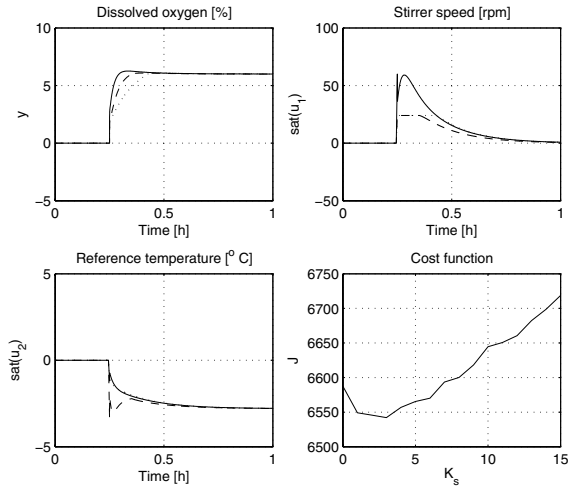 Dissolved oxygen [%]
10
5
0
−5
y
0
0.5
1
Time [h]
Stirrer speed [rpm]
100
50
0
−50
sat(u1)
0
0.5
1
Time [h]
Reference temperature [o C]
5
0
−5
sat(u2)
0
0.5
1
Time [h]
Cost function
6750
6700
6650
6600
6550
6500
J
0
5
10
15
Ks